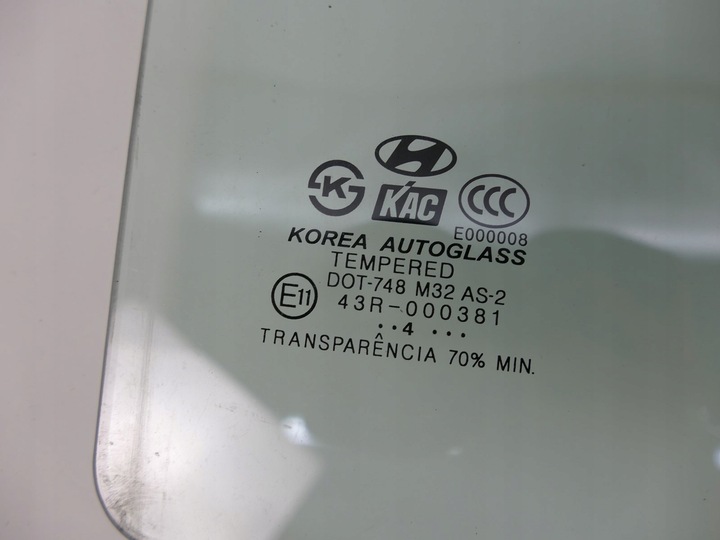 KAC
CCC
E000008
KOREA AUTOGLASS
TEMPERED
DOT-748 M32 AS-2
E11 43R-000381
··4 ···
TRANSPARÊNCIA 70% MIN.